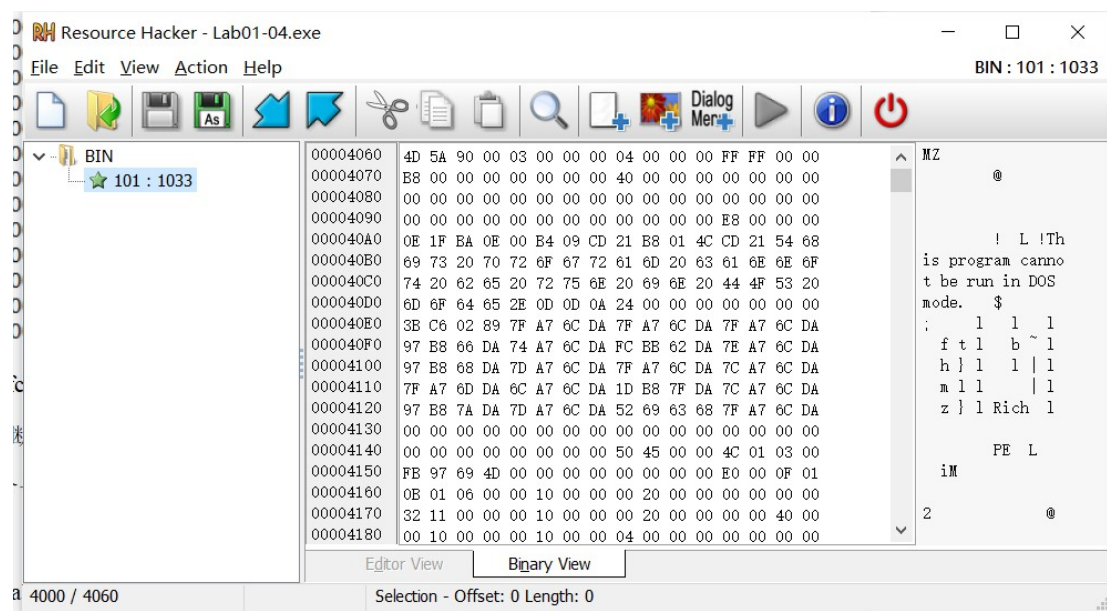 Resource Hacker - Lab01-04.exe
File Edit View Action Help
BIN : 101 : 1033
As
Dialog
Menu
BIN
101 : 1033
00004060 4D 5A 90 00 03 00 00 00 04 00 00 00 FF FF 00 00 MZ
00004070 B8 00 00 00 00 00 00 00 40 00 00 00 00 00 00 00 @
00004080 00 00 00 00 00 00 00 00 00 00 00 00 00 00 00 00
00004090 00 00 00 00 00 00 00 00 00 00 00 00 E8 00 00 00
000040A0 0E 1F BA 0E 00 B4 09 CD 21 B8 01 4C CD 21 54 68 ! L !Th
000040B0 69 73 20 70 72 6F 67 72 61 6D 20 63 61 6E 6E 6F is program canno
000040C0 74 20 62 65 20 72 75 6E 20 69 6E 20 44 4F 53 20 t be run in DOS
000040D0 6D 6F 64 65 2E 0D 0D 0A 24 00 00 00 00 00 00 00 mode. $
000040E0 3B C6 02 89 7F A7 6C DA 7F A7 6C DA 7F A7 6C DA ; l l l
000040F0 97 B8 66 DA 74 A7 6C DA FC BB 62 DA 7E A7 6C DA f t l b ~ l
00004100 97 B8 68 DA 7D A7 6C DA 7F A7 6C DA 7C A7 6C DA h } l l | l
00004110 7F A7 6D DA 6C A7 6C DA 1D B8 7F DA 7C A7 6C DA m l l | l
00004120 97 B8 7A DA 7D A7 6C DA 52 69 63 68 7F A7 6C DA z } l Rich l
00004130 00 00 00 00 00 00 00 00 00 00 00 00 00 00 00 00
00004140 00 00 00 00 00 00 00 00 50 45 00 00 4C 01 03 00 PE L
00004150 FB 97 69 4D 00 00 00 00 00 00 00 00 E0 00 0F 01 iM
00004160 0B 01 06 00 00 10 00 00 00 20 00 00 00 00 00 00
00004170 32 11 00 00 00 10 00 00 00 20 00 00 00 00 40 00 2 @
00004180 00 10 00 00 00 10 00 00 04 00 00 00 00 00 00 00
Editor View Binary View
4000 / 4060 Selection - Offset: 0 Length: 0